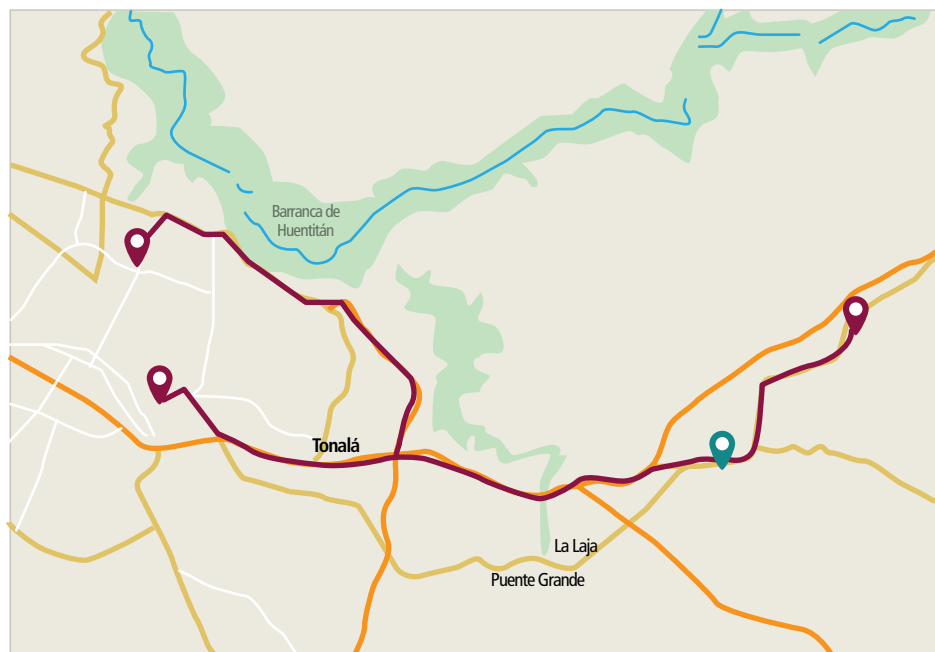 Barranca de
Huentitán
Tonalá
La Laja
Puente Grande